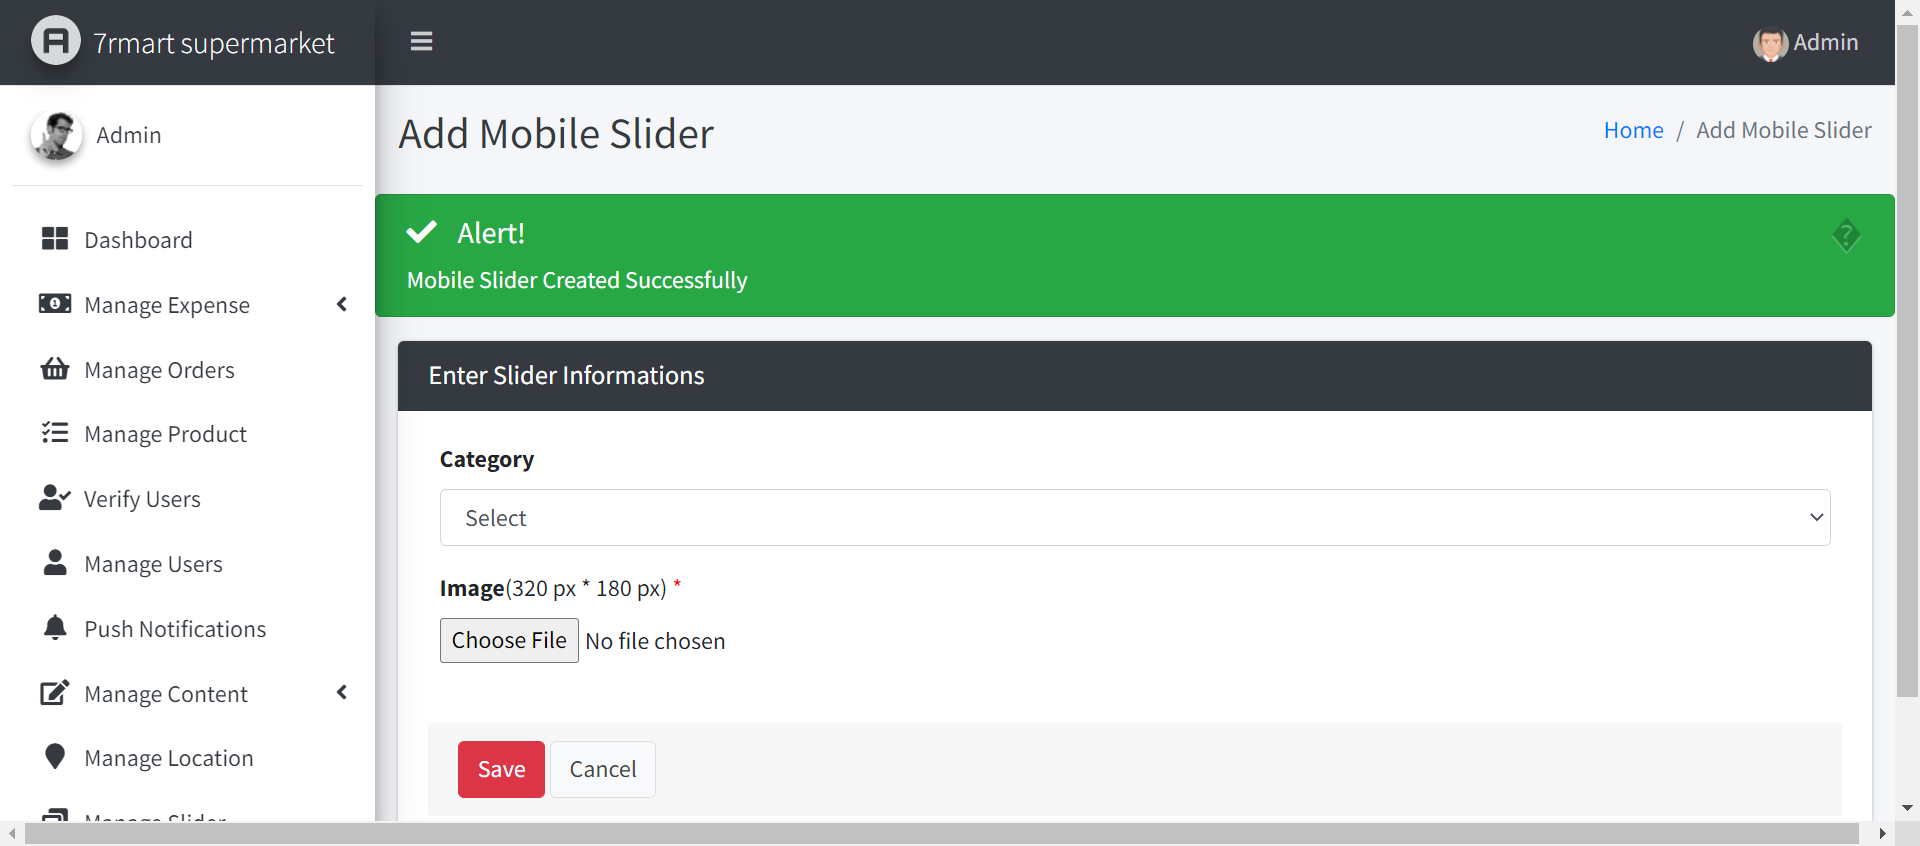 7rmart supermarket
Admin
Admin
Dashboard
Manage Expense
Manage Orders
Manage Product
Verify Users
Manage Users
Push Notifications
Manage Content
Manage Location
Manage Slider
Add Mobile Slider
Home / Add Mobile Slider
Alert!
Mobile Slider Created Successfully
Enter Slider Informations
Category
Select
Image(320 px * 180 px) *
Choose File No file chosen
Save Cancel